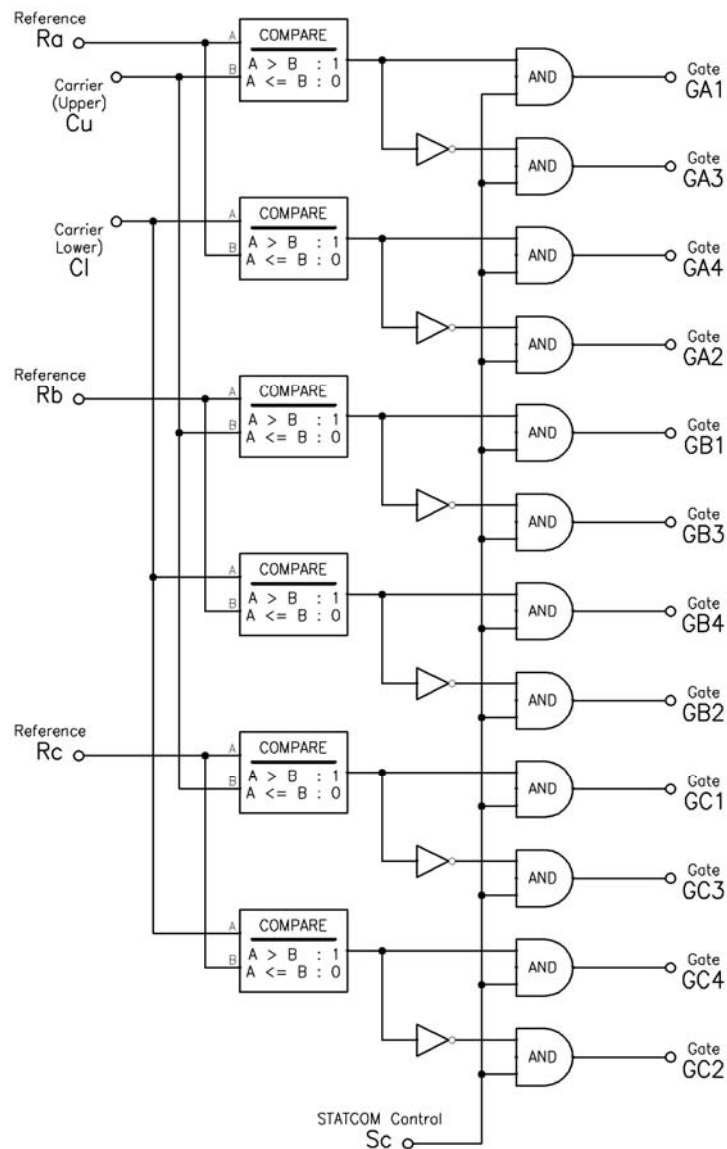 Reference
Ra
Carrier
(Upper)
Cu
A
B
COMPARE
A > B : 1
A <= B : 0
AND
Gate
GA1
AND
Gate
GA3
Carrier
Lower)
Cl
A
B
COMPARE
A > B : 1
A <= B : 0
AND
Gate
GA4
AND
Gate
GA2
Reference
Rb
A
B
COMPARE
A > B : 1
A <= B : 0
AND
Gate
GB1
AND
Gate
GB3
A
B
COMPARE
A > B : 1
A <= B : 0
AND
Gate
GB4
AND
Gate
GB2
Reference
Rc
A
B
COMPARE
A > B : 1
A <= B : 0
AND
Gate
GC1
AND
Gate
GC3
A
B
COMPARE
A > B : 1
A <= B : 0
AND
Gate
GC4
AND
Gate
GC2
STATCOM Control
Sc